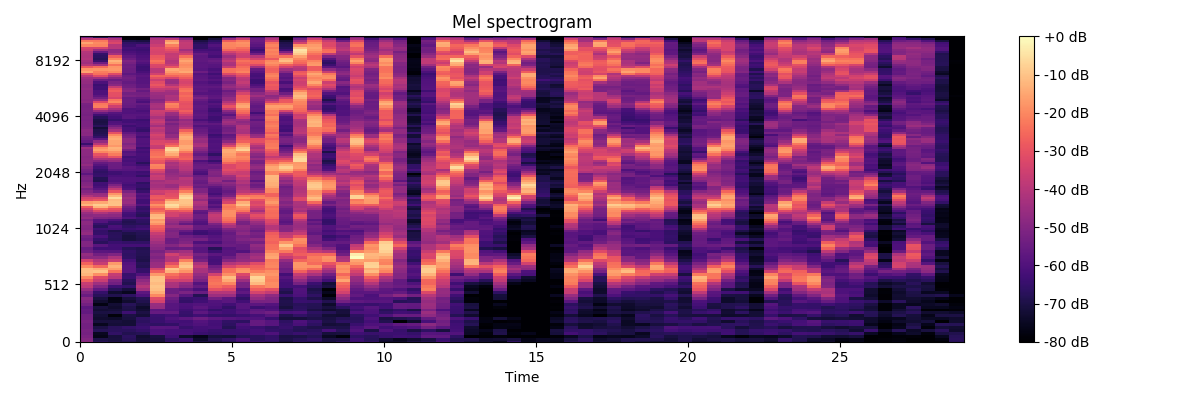 Mel spectrogram
8192
4096
2048
1024
512
0
Hz
0 5 10 15 20 25
Time
+0 dB
-10 dB
-20 dB
-30 dB
-40 dB
-50 dB
-60 dB
-70 dB
-80 dB